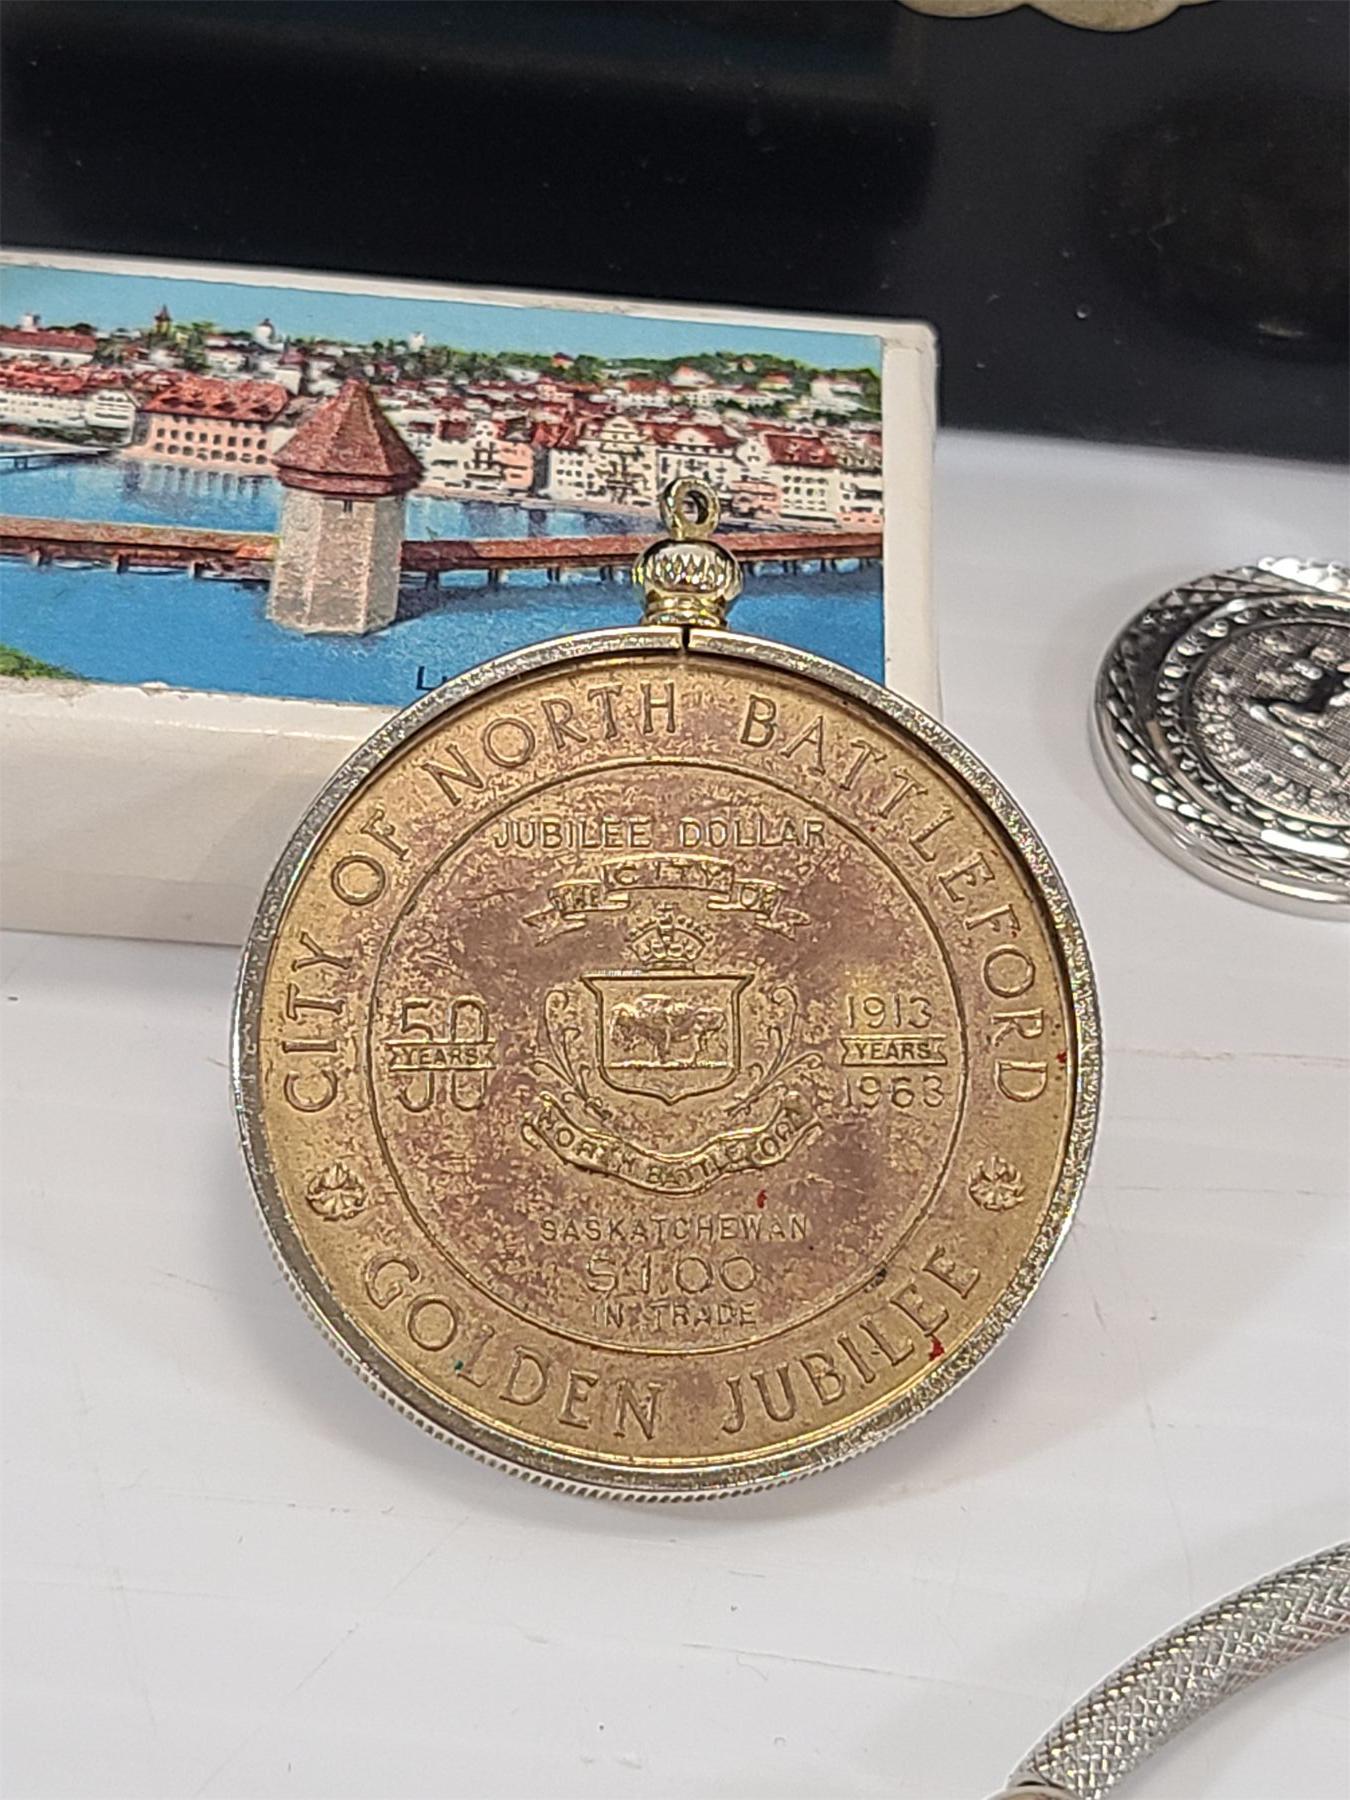 CITY OF NORTH BATTLEFORD
JUBILEE DOLLAR
THE CITY OF
50
YEARS
50
1913
YEARS
1963
NORTH BATTLEFORD
SASKATCHEWAN
$1.00
IN TRADE
GOLDEN JUBILEE